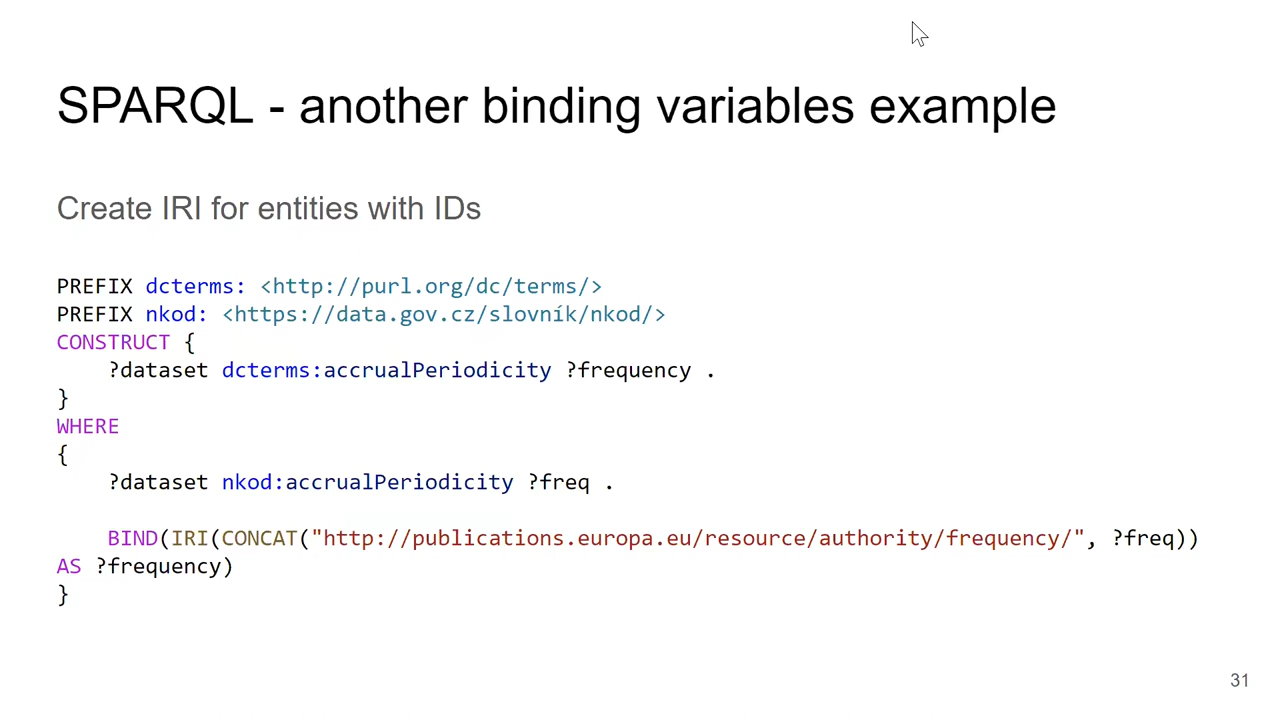 SPARQL - another binding variables example
Create IRI for entities with IDs
PREFIX dcterms: <http://purl.org/dc/terms/>
PREFIX nkod: <https://data.gov.cz/slovník/nkod/>
CONSTRUCT {
    ?dataset dcterms:accrualPeriodicity ?frequency .
}
WHERE
{
    ?dataset nkod:accrualPeriodicity ?freq .
    BIND(IRI(CONCAT("http://publications.europa.eu/resource/authority/frequency/", ?freq))
AS ?frequency)
}
31